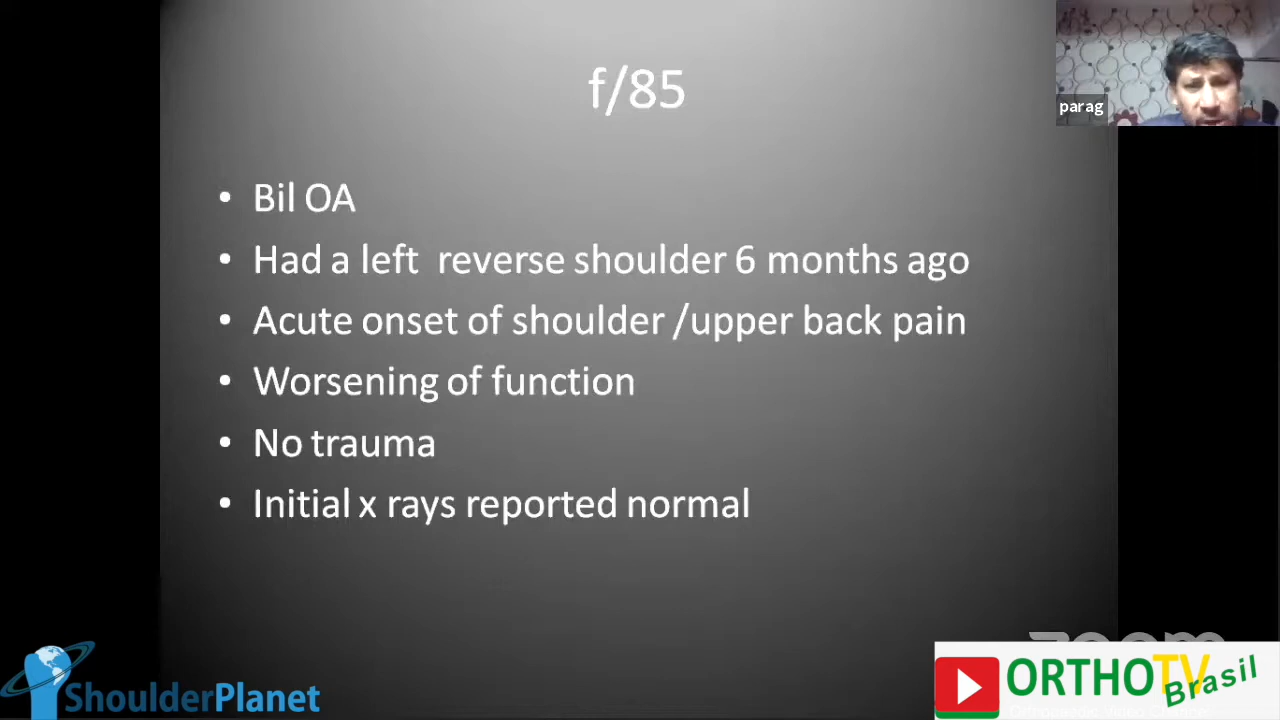 f/85
parag
• Bil OA
• Had a left reverse shoulder 6 months ago
• Acute onset of shoulder /upper back pain
• Worsening of function
• No trauma
• Initial x rays reported normal
zoom
ShoulderPlanet
ORTHOTV
Brasil